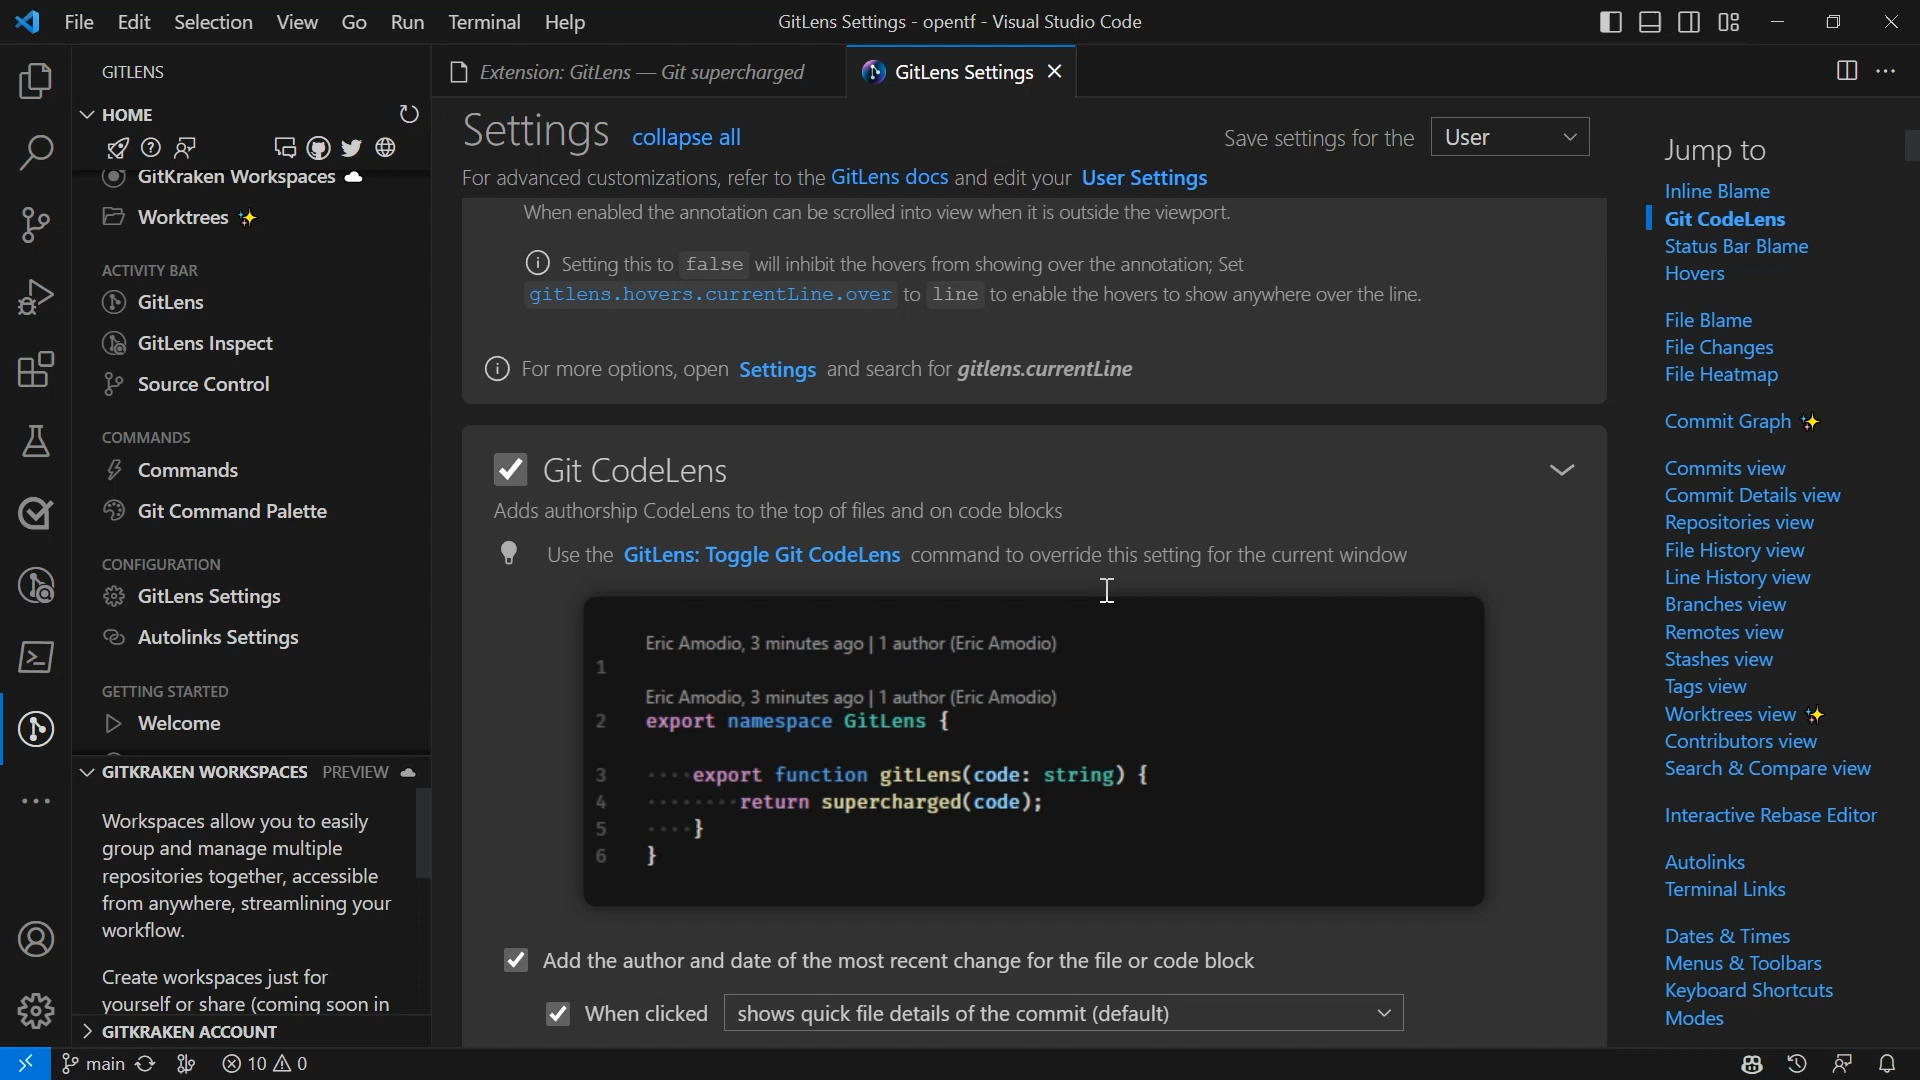 File Edit Selection View Go Run Terminal Help
GitLens Settings - opentf - Visual Studio Code
GITLENS
HOME
GitKraken Workspaces
Worktrees
ACTIVITY BAR
GitLens
GitLens Inspect
Source Control
COMMANDS
Commands
Git Command Palette
CONFIGURATION
GitLens Settings
Autolinks Settings
GETTING STARTED
Welcome
GITKRAKEN WORKSPACES PREVIEW
Workspaces allow you to easily
group and manage multiple
repositories together, accessible
from anywhere, streamlining your
workflow.
Create workspaces just for
yourself or share (coming soon in
GITKRAKEN ACCOUNT
Extension: GitLens — Git supercharged
GitLens Settings
Settings collapse all
Save settings for the User
For advanced customizations, refer to the GitLens docs and edit your User Settings
When enabled the annotation can be scrolled into view when it is outside the viewport.
Setting this to false will inhibit the hovers from showing over the annotation; Set
gitlens.hovers.currentLine.over to line to enable the hovers to show anywhere over the line.
For more options, open Settings and search for gitlens.currentLine
Git CodeLens
Adds authorship CodeLens to the top of files and on code blocks
Use the GitLens: Toggle Git CodeLens command to override this setting for the current window
Eric Amodio, 3 minutes ago | 1 author (Eric Amodio)
1
Eric Amodio, 3 minutes ago | 1 author (Eric Amodio)
2 export namespace GitLens {
3 ····export function gitLens(code: string) {
4 ········return supercharged(code);
5 ····}
6 }
Add the author and date of the most recent change for the file or code block
When clicked shows quick file details of the commit (default)
Jump to
Inline Blame
Git CodeLens
Status Bar Blame
Hovers
File Blame
File Changes
File Heatmap
Commit Graph
Commits view
Commit Details view
Repositories view
File History view
Line History view
Branches view
Remotes view
Stashes view
Tags view
Worktrees view
Contributors view
Search & Compare view
Interactive Rebase Editor
Autolinks
Terminal Links
Dates & Times
Menus & Toolbars
Keyboard Shortcuts
Modes
main 10 0